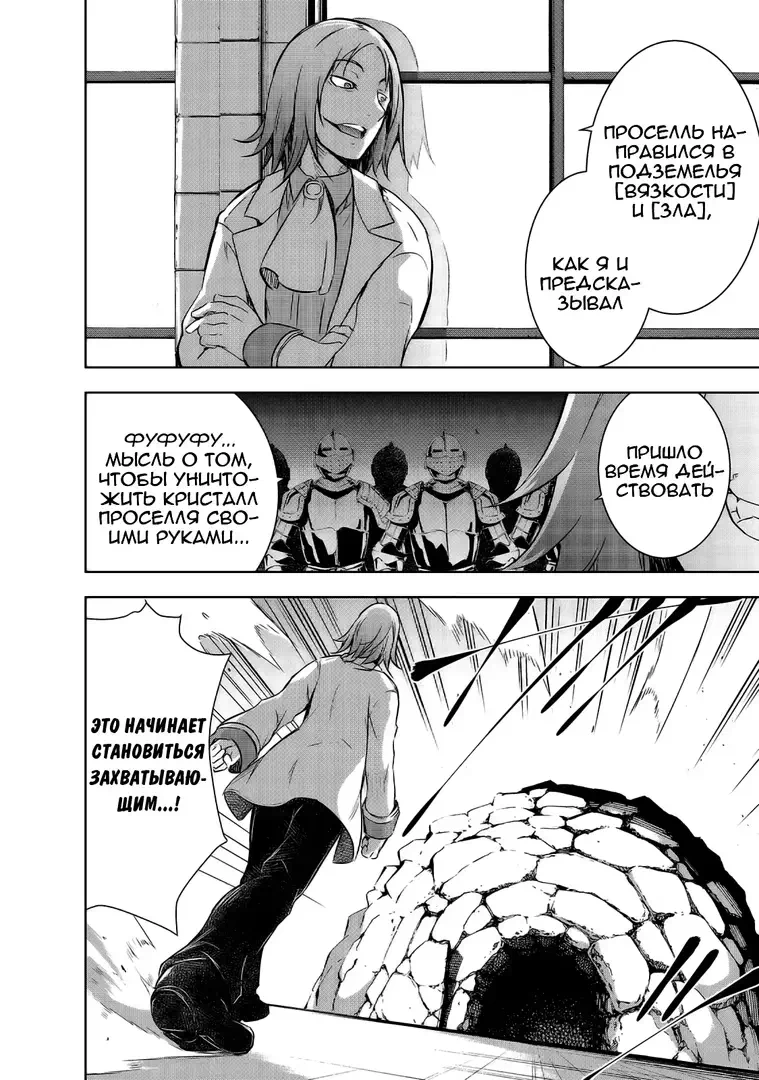 ПРОСЕЛЛЬ НА-
ПРАВИЛСЯ В
ПОДЗЕМЕЛЬЯ
[ВЯЗКОСТИ]
И [ЗЛА],
КАК Я И
ПРЕДСКА-
ЗЫВАЛ
ПРИШЛО
ВРЕМЯ ДЕЙ-
СТВОВАТЬ
ФУФУФУ...
МЫСЛЬ О ТОМ,
ЧТОБЫ УНИЧТО-
ЖИТЬ КРИСТАЛЛ
ПРОСЕЛЛЯ СВО-
ИМИ РУКАМИ...
ЭТО НАЧИНАЕТ
СТАНОВИТЬСЯ
ЗАХВАТЫВАЮ-
ЩИМ...!